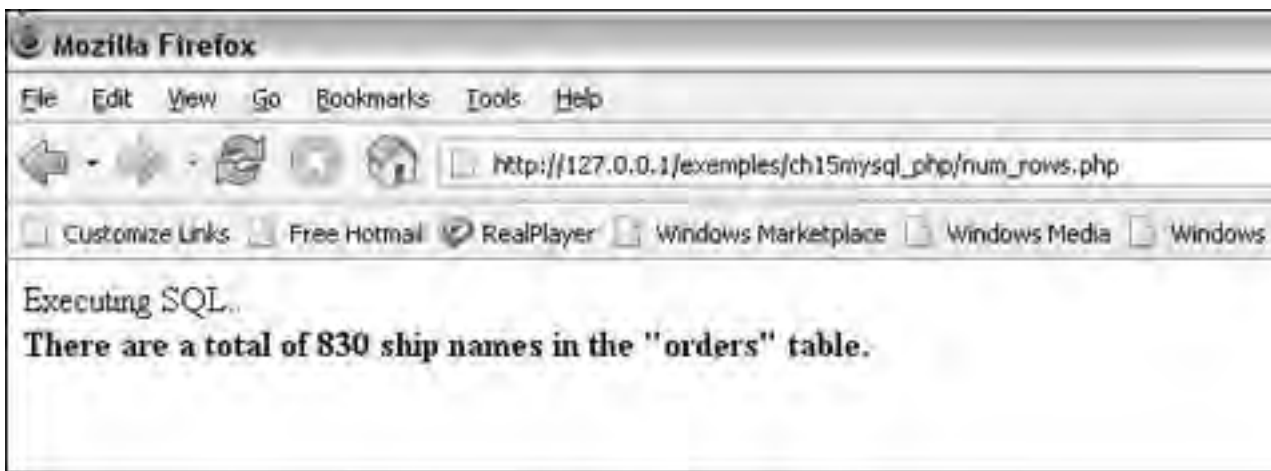 Mozilla Firefox
File Edit View Go Bookmarks Tools Help
http://127.0.0.1/exemples/ch15mysql_php/num_rows.php
Customize Links Free Hotmail RealPlayer Windows Marketplace Windows Media Windows
Executing SQL..
There are a total of 830 ship names in the "orders" table.